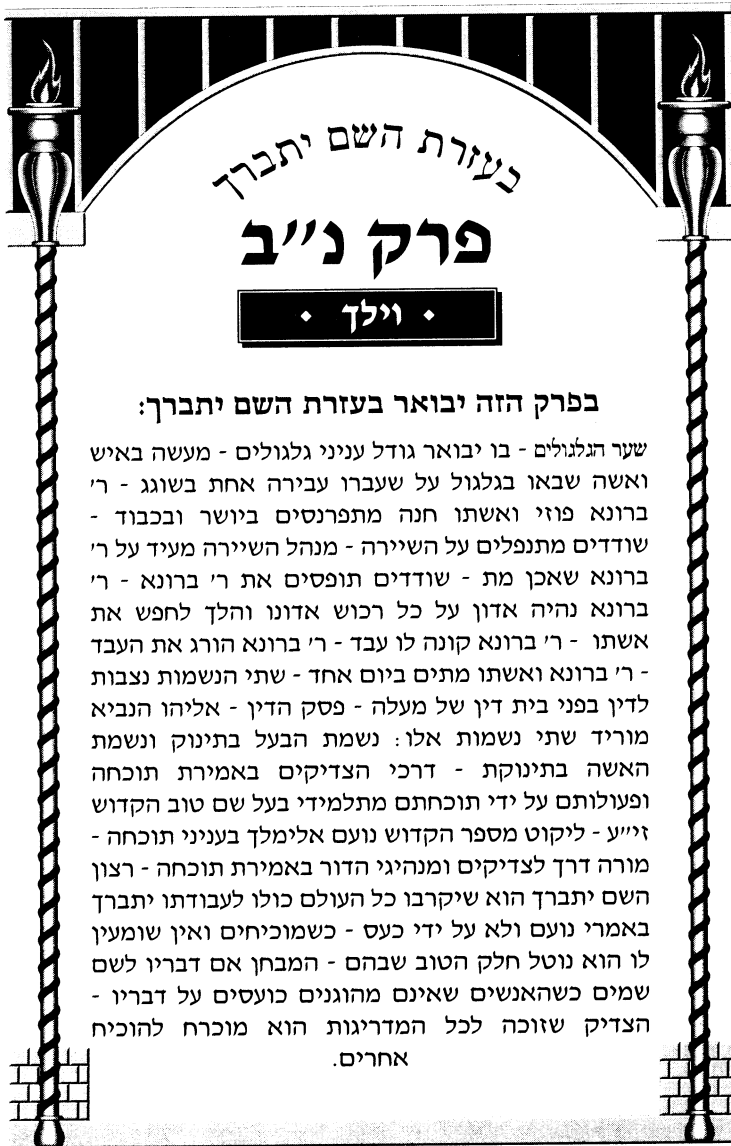 בעזרת השם יתברך
פרק נ״ב
וילך
בפרק הזה יבואר בעזרת השם יתברך:
שער הגלגולים - בו יבואר גודל עניני גלגולים - מעשה באיש
ואשה שבאו בגלגול על שעברו עבירה אחת בשוגג - ר׳
ברונא פוזי ואשתו חנה מתפרנסים ביושר ובכבוד -
שודדים מתנפלים על השיירה - מנהל השיירה מעיד על ר׳
ברונא שאכן מת - שודדים תופסים את ר׳ ברונא - ר׳
ברונא נהיה אדון על כל רכוש אדונו והלך לחפש את
אשתו - ר׳ ברונא קונה לו עבד - ר׳ ברונא הורג את העבד
- ר׳ ברונא ואשתו מתים ביום אחד - שתי הנשמות נצבות
לדין בפני בית דין של מעלה - פסק הדין - אליהו הנביא
מוריד שתי נשמות אלו: נשמת הבעל בתינוק ונשמת
האשה בתינוקת - דרכי הצדיקים באמירת תוכחה
ופעולותם על ידי תוכחתם מתלמידי בעל שם טוב הקדוש
זי״ע - ליקוט מספר הקדוש נועם אלימלך בעניני תוכחה -
מורה דרך לצדיקים ומנהיגי הדור באמירת תוכחה - רצון
השם יתברך הוא שיקרבו כל העולם כולו לעבודתו יתברך
באמרי נועם ולא על ידי כעס - כשמוכיחים ואין שומעין
לו הוא נוטל חלק הטוב שבהם - המבחן אם דבריו לשם
שמים כשהאנשים שאינם מהוגנים כועסים על דבריו -
הצדיק שזוכה לכל המדריגות הוא מוכרח להוכיח
אחרים.